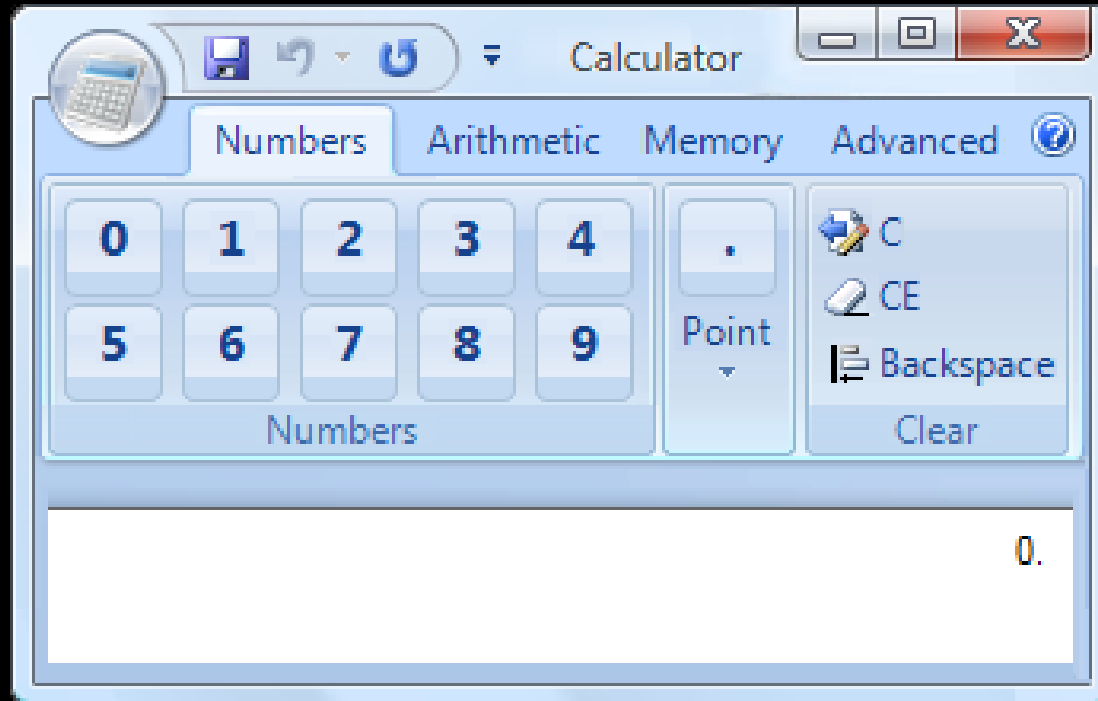 Calculator
Numbers Arithmetic Memory Advanced
0 1 2 3 4 . C
CE
5 6 7 8 9 Point Backspace
Numbers Clear
0.